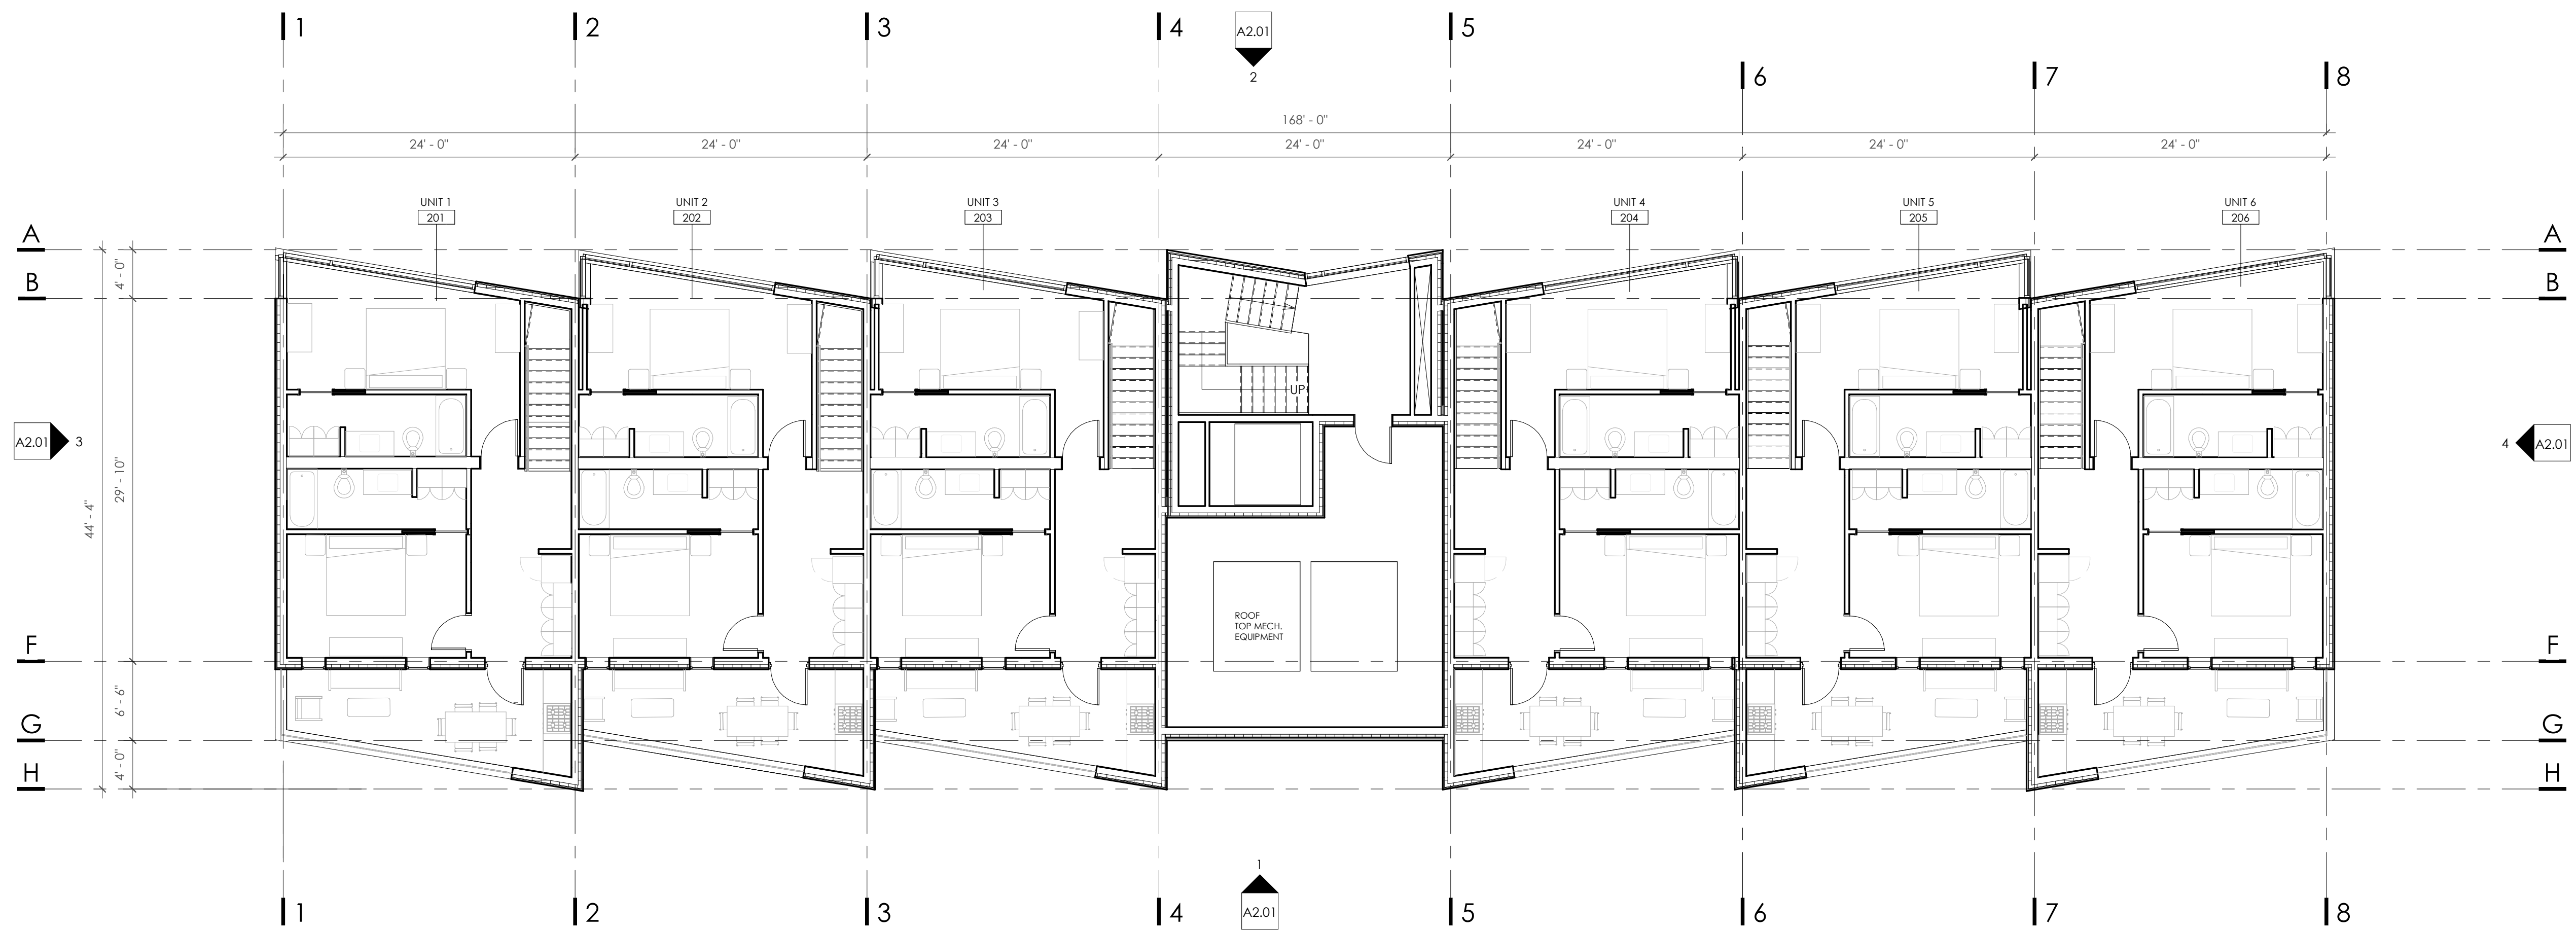 1 2 3 4 A2.01 5
2
6 7 8
168' - 0"
24' - 0" 24' - 0" 24' - 0" 24' - 0" 24' - 0" 24' - 0" 24' - 0"
UNIT 1 UNIT 2 UNIT 3 UNIT 4 UNIT 5 UNIT 6
201 202 203 204 205 206
A A
4' - 0"
B B
UP
A2.01 3 4 A2.01
29' - 10"
44' - 4"
ROOF
TOP MECH.
EQUIPMENT
F F
6' - 6"
G G
4' - 0"
H H
1
1 2 3 4 A2.01 5 6 7 8